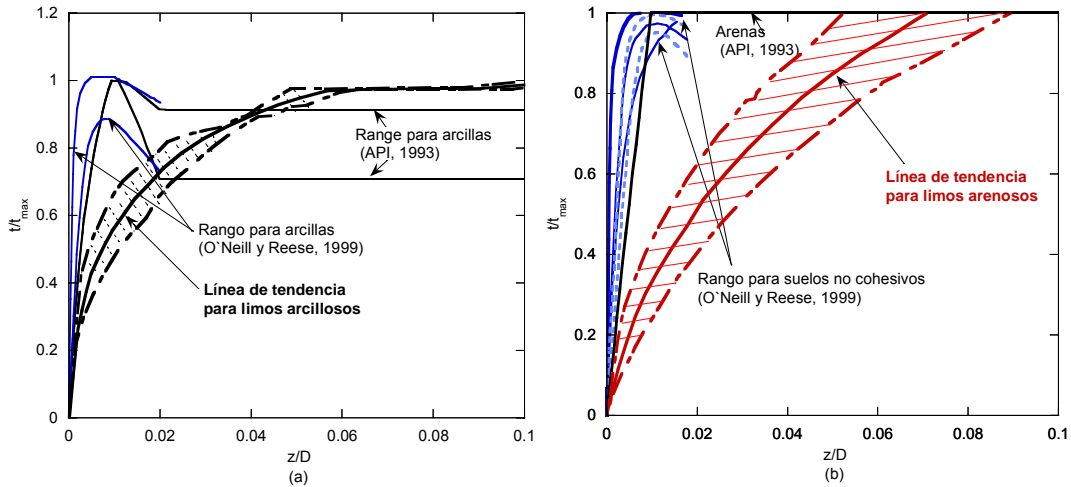 1.2
1
0.8
0.6
0.4
0.2
0
t/t_max
Range para arcillas
(API, 1993)
Rango para arcillas
(O`Neill y Reese, 1999)
Línea de tendencia
para limos arcillosos
0
0.02
0.04
0.06
0.08
0.1
z/D
(a)
1
0.8
0.6
0.4
0.2
0
t/t_max
Arenas
(API, 1993)
Línea de tendencia
para limos arenosos
Rango para suelos no cohesivos
(O`Neill y Reese, 1999)
0
0.02
0.04
0.06
0.08
0.1
z/D
(b)